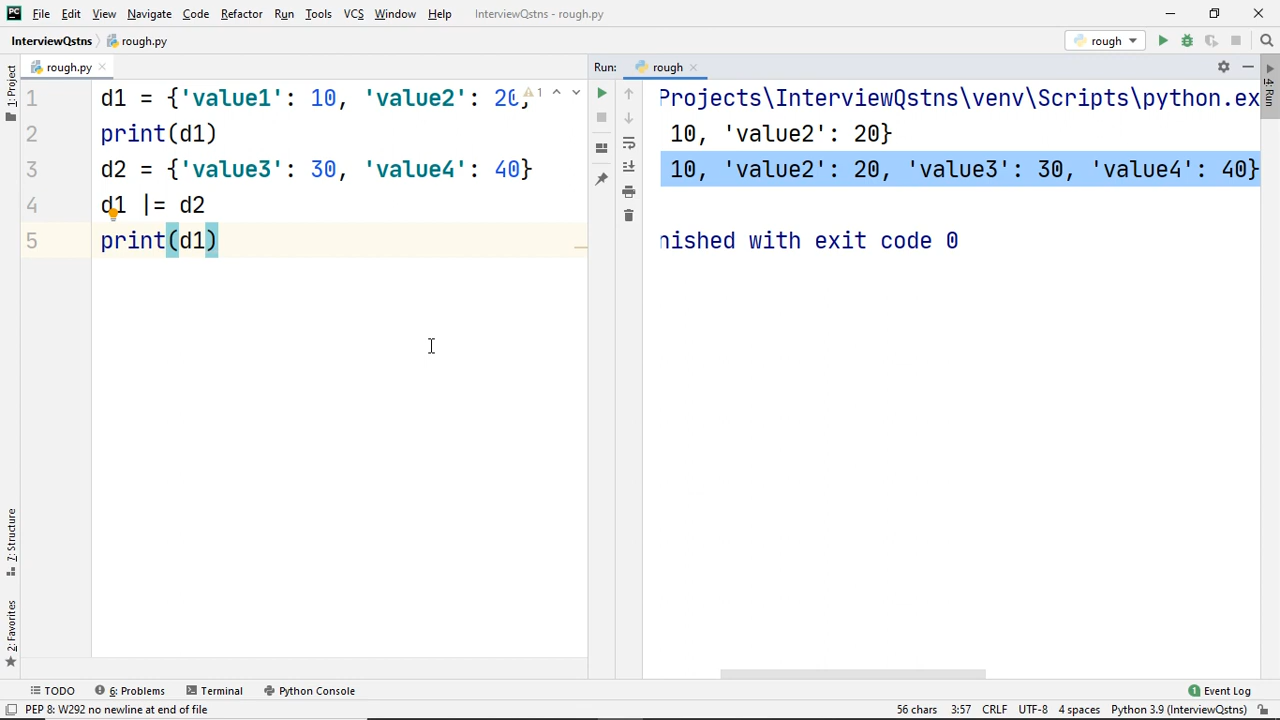 PC File Edit View Navigate Code Refactor Run Tools VCS Window Help InterviewQstns - rough.py
InterviewQstns rough.py rough
1: Project
rough.py
Run: rough
4: Run
1 d1 = {'value1': 10, 'value2': 20}
1
2 print(d1)
3 d2 = {'value3': 30, 'value4': 40}
4 d1 |= d2
5 print(d1)
Projects\InterviewQstns\venv\Scripts\python.ex
10, 'value2': 20}
10, 'value2': 20, 'value3': 30, 'value4': 40}
nished with exit code 0
7: Structure
2: Favorites
TODO 6: Problems Terminal Python Console 1 Event Log
PEP 8: W292 no newline at end of file 56 chars 3:57 CRLF UTF-8 4 spaces Python 3.9 (InterviewQstns)